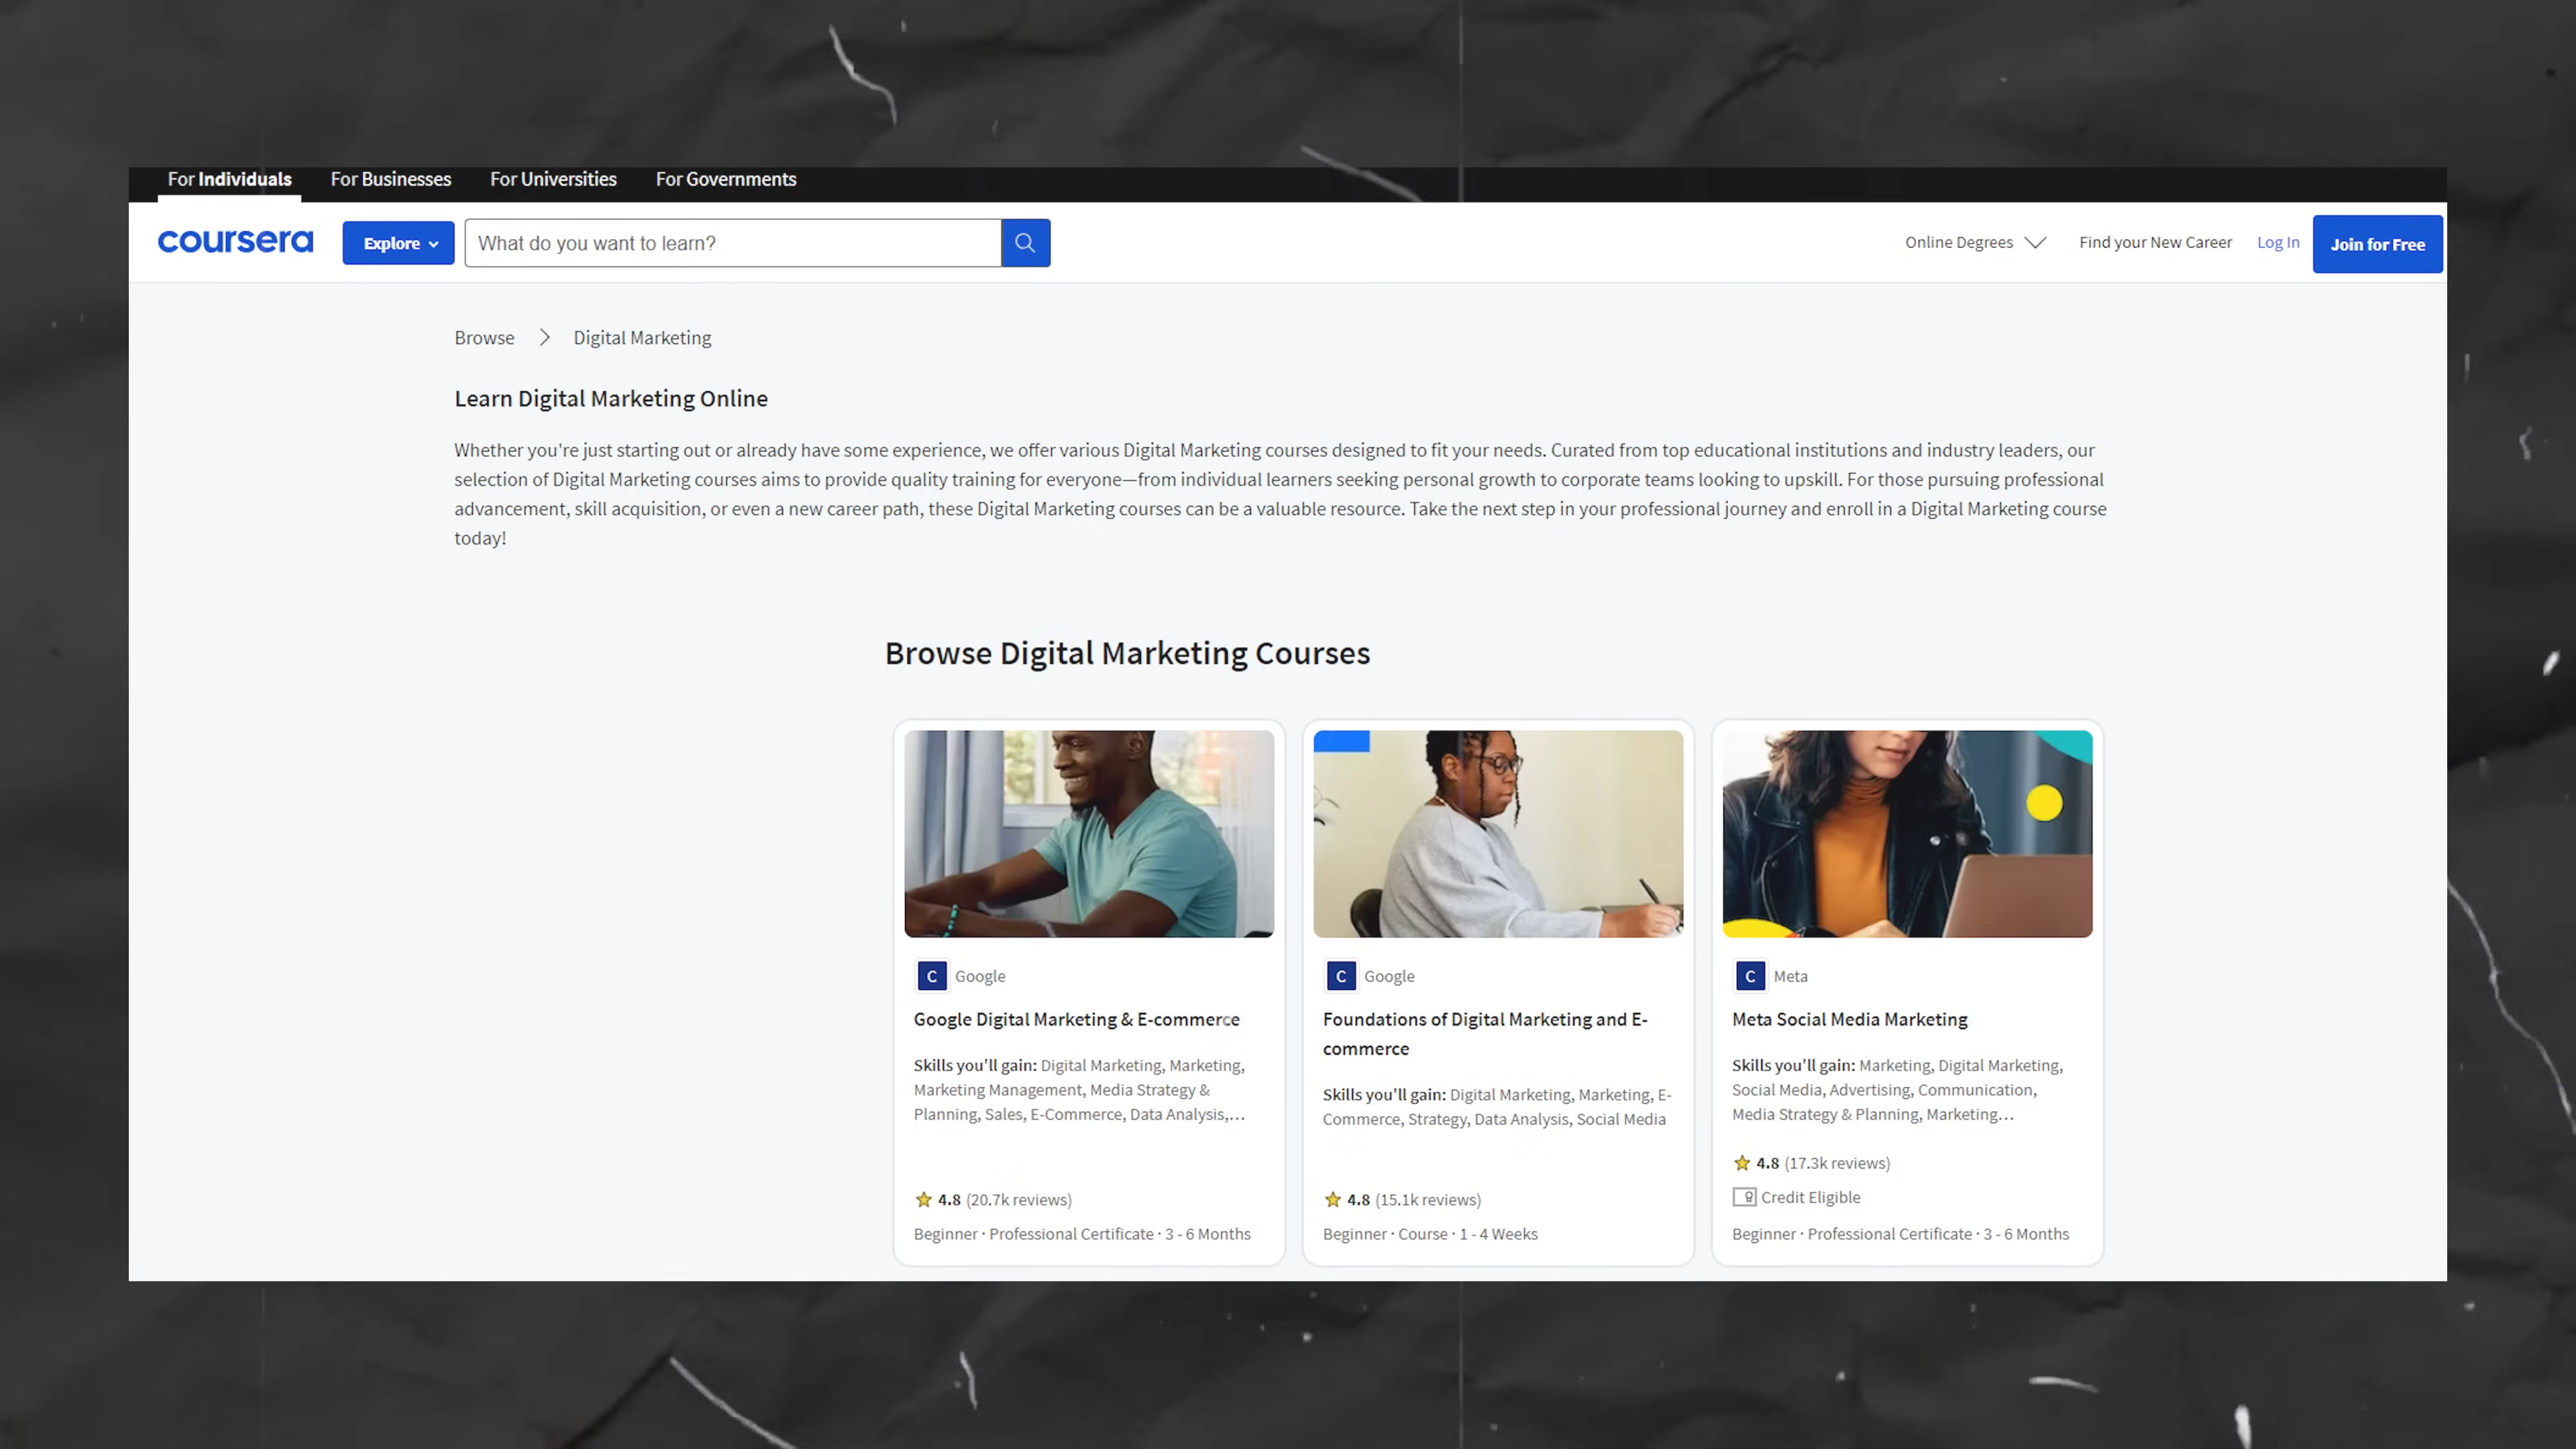 For Individuals For Businesses For Universities For Governments
coursera Explore What do you want to learn? Online Degrees Find your New Career Log In Join for Free
Browse Digital Marketing
Learn Digital Marketing Online
Whether you're just starting out or already have some experience, we offer various Digital Marketing courses designed to fit your needs. Curated from top educational institutions and industry leaders, our
selection of Digital Marketing courses aims to provide quality training for everyone—from individual learners seeking personal growth to corporate teams looking to upskill. For those pursuing professional
advancement, skill acquisition, or even a new career path, these Digital Marketing courses can be a valuable resource. Take the next step in your professional journey and enroll in a Digital Marketing course
today!
Browse Digital Marketing Courses
C Google
Google Digital Marketing & E-commerce
Skills you'll gain: Digital Marketing, Marketing,
Marketing Management, Media Strategy &
Planning, Sales, E-Commerce, Data Analysis,...
4.8 (20.7k reviews)
Beginner · Professional Certificate · 3 - 6 Months
C Google
Foundations of Digital Marketing and E-
commerce
Skills you'll gain: Digital Marketing, Marketing, E-
Commerce, Strategy, Data Analysis, Social Media
4.8 (15.1k reviews)
Beginner · Course · 1 - 4 Weeks
C Meta
Meta Social Media Marketing
Skills you'll gain: Marketing, Digital Marketing,
Social Media, Advertising, Communication,
Media Strategy & Planning, Marketing...
4.8 (17.3k reviews)
Credit Eligible
Beginner · Professional Certificate · 3 - 6 Months